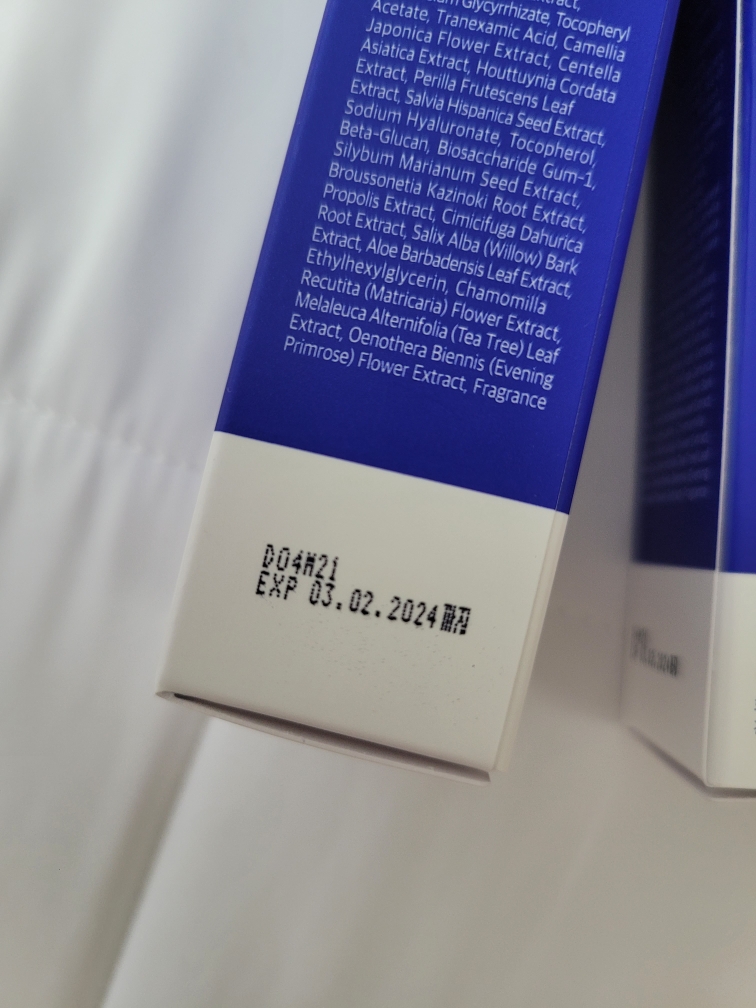 Glycyrrhizate, Tocopheryl
Acetate, Tranexamic Acid, Camellia
Japonica Flower Extract, Centella
Asiatica Extract, Houttuynia Cordata
Extract, Perilla Frutescens Leaf
Extract, Salvia Hispanica Seed Extract,
Sodium Hyaluronate, Tocopherol,
Beta-Glucan, Biosaccharide Gum-1,
Silybum Marianum Seed Extract,
Broussonetia Kazinoki Root Extract,
Propolis Extract, Cimicifuga Dahurica
Root Extract, Salix Alba (Willow) Bark
Extract, Aloe Barbadensis Leaf Extract,
Ethylhexylglycerin, Chamomilla
Recutita (Matricaria) Flower Extract,
Melaleuca Alternifolia (Tea Tree) Leaf
Extract, Oenothera Biennis (Evening
Primrose) Flower Extract, Fragrance
DO4M21
EXP 03.02.2024까지